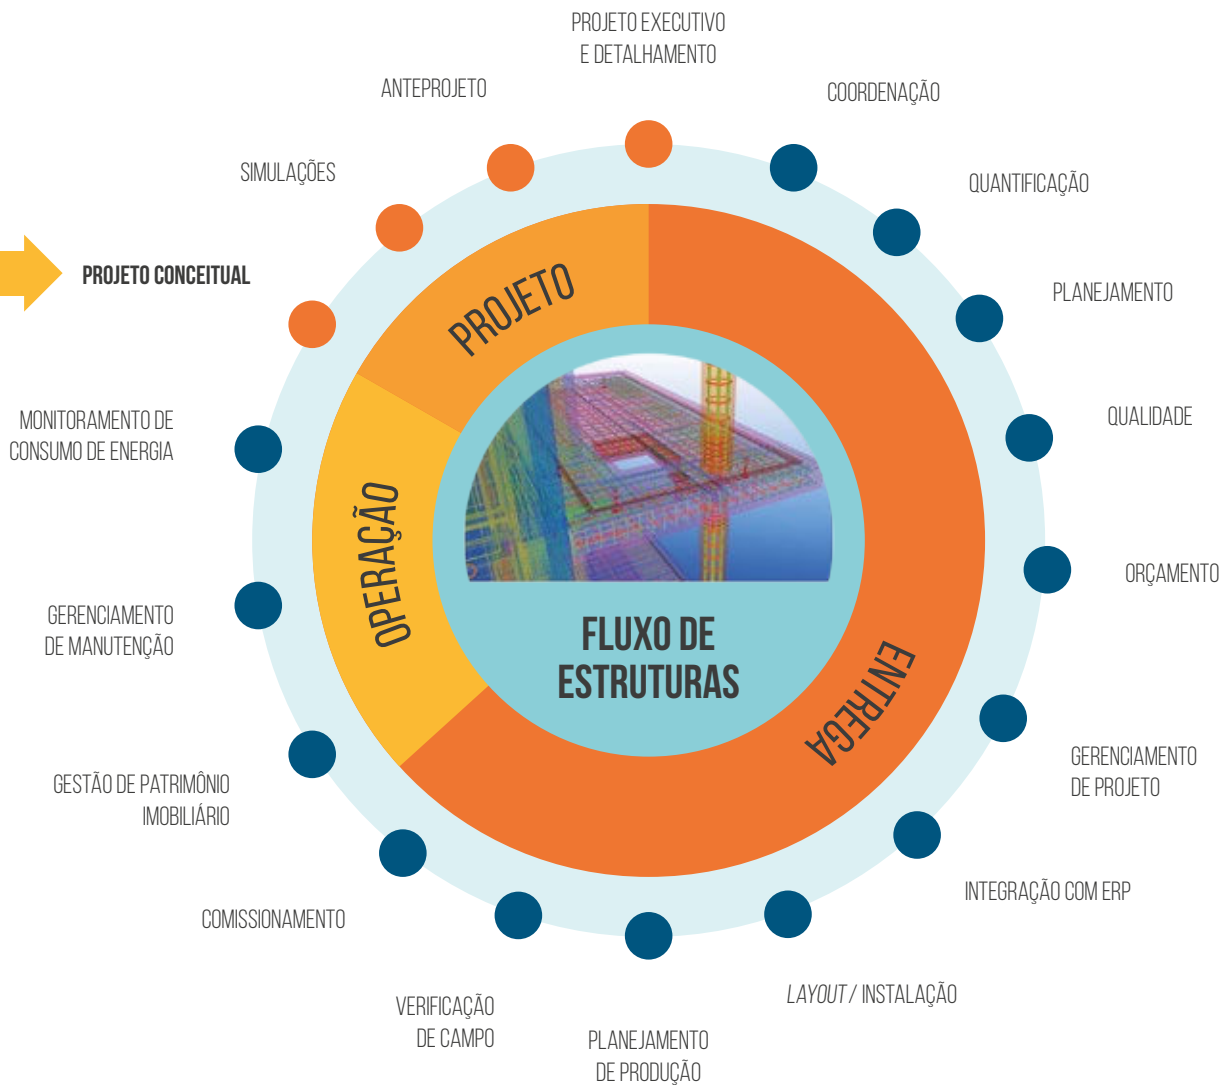 PROJETO EXECUTIVO
E DETALHAMENTO
ANTEPROJETO
COORDENAÇÃO
SIMULAÇÕES
QUANTIFICAÇÃO
PROJETO CONCEITUAL
PLANEJAMENTO
PROJETO
MONITORAMENTO DE
CONSUMO DE ENERGIA
QUALIDADE
OPERAÇÃO
ORÇAMENTO
GERENCIAMENTO
DE MANUTENÇÃO
FLUXO DE
ESTRUTURAS
ENTREGA
GERENCIAMENTO
DE PROJETO
GESTÃO DE PATRIMÔNIO
IMOBILIÁRIO
INTEGRAÇÃO COM ERP
COMISSIONAMENTO
LAYOUT / INSTALAÇÃO
VERIFICAÇÃO
DE CAMPO
PLANEJAMENTO
DE PRODUÇÃO